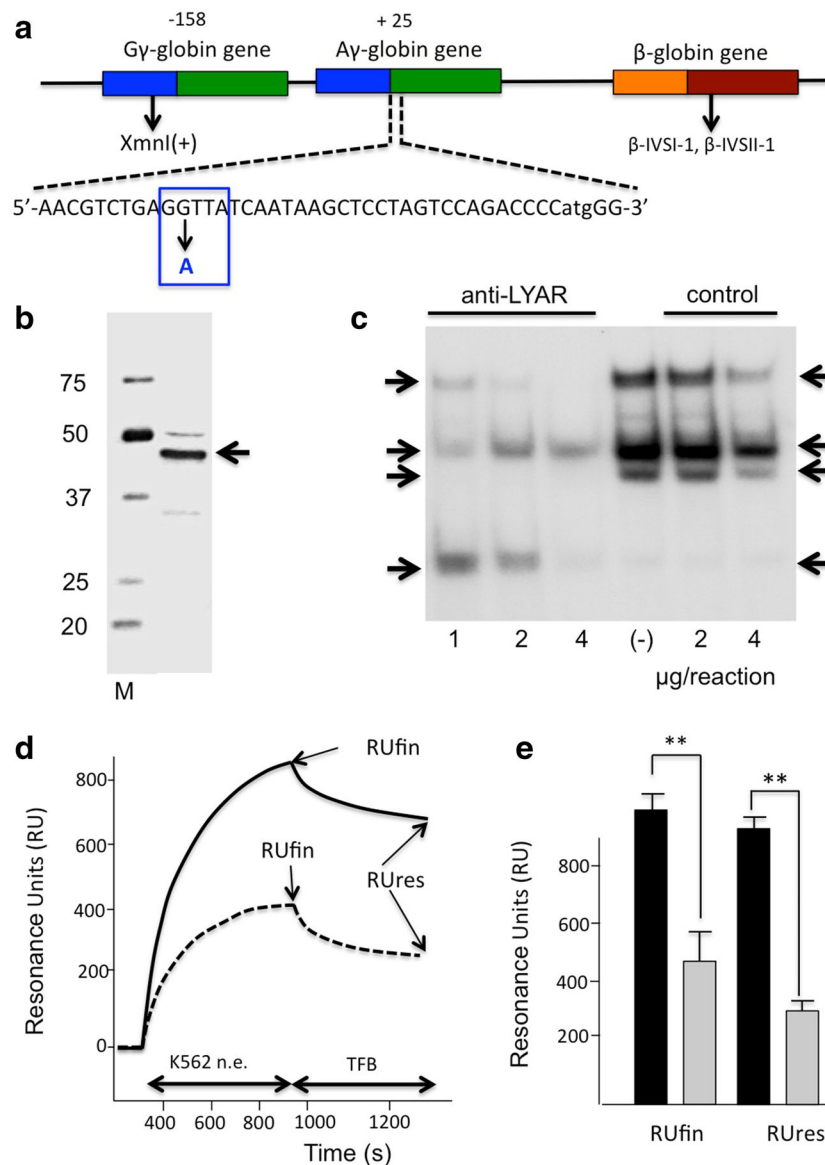 a
-158
+ 25
Gγ-globin gene
Aγ-globin gene
β-globin gene
XmnI(+)
β-IVSI-1, β-IVSII-1
5’-AACGTCTGAGGTTATCAATAAGCTCCTAGTCCAGACCCCatgGG-3’
A
b
75
50
37
25
20
M
c
anti-LYAR
control
1 2 4 (-) 2 4
μg/reaction
d
Resonance Units (RU)
800
600
400
200
0
RUfin
RUfin
RUres
K562 n.e.
TFB
400 600 800 1000 1200
Time (s)
e
Resonance Units (RU)
800
600
400
200
**
**
RUfin
RUres